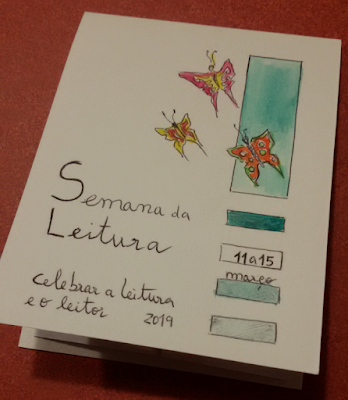 Semana da
Leitura
11 a 15
março
celebrar a leitura
e o leitor
2019